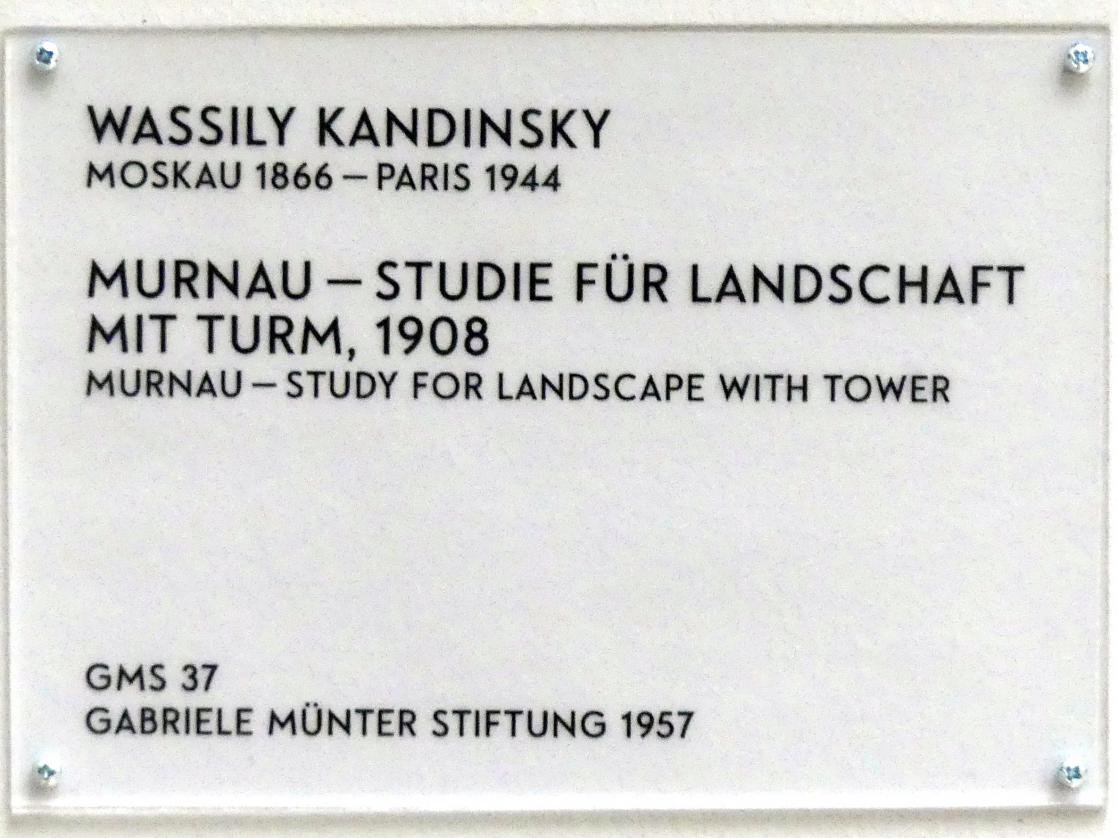 WASSILY KANDINSKY
MOSKAU 1866 – PARIS 1944
MURNAU – STUDIE FÜR LANDSCHAFT
MIT TURM, 1908
MURNAU – STUDY FOR LANDSCAPE WITH TOWER
GMS 37
GABRIELE MÜNTER STIFTUNG 1957